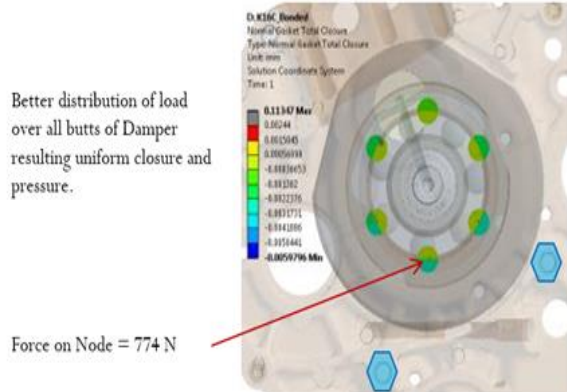 Better distribution of load
over all butts of Damper
resulting uniform closure and
pressure.
Force on Node = 774 N
D: K16C_Bonded
Normal Gasket Total Closure
Type: Normal Gasket Total Closure
Unit: mm
Solution Coordinate System
Time: 1
0.11347 Max
0.00244
-0.0059796 Min